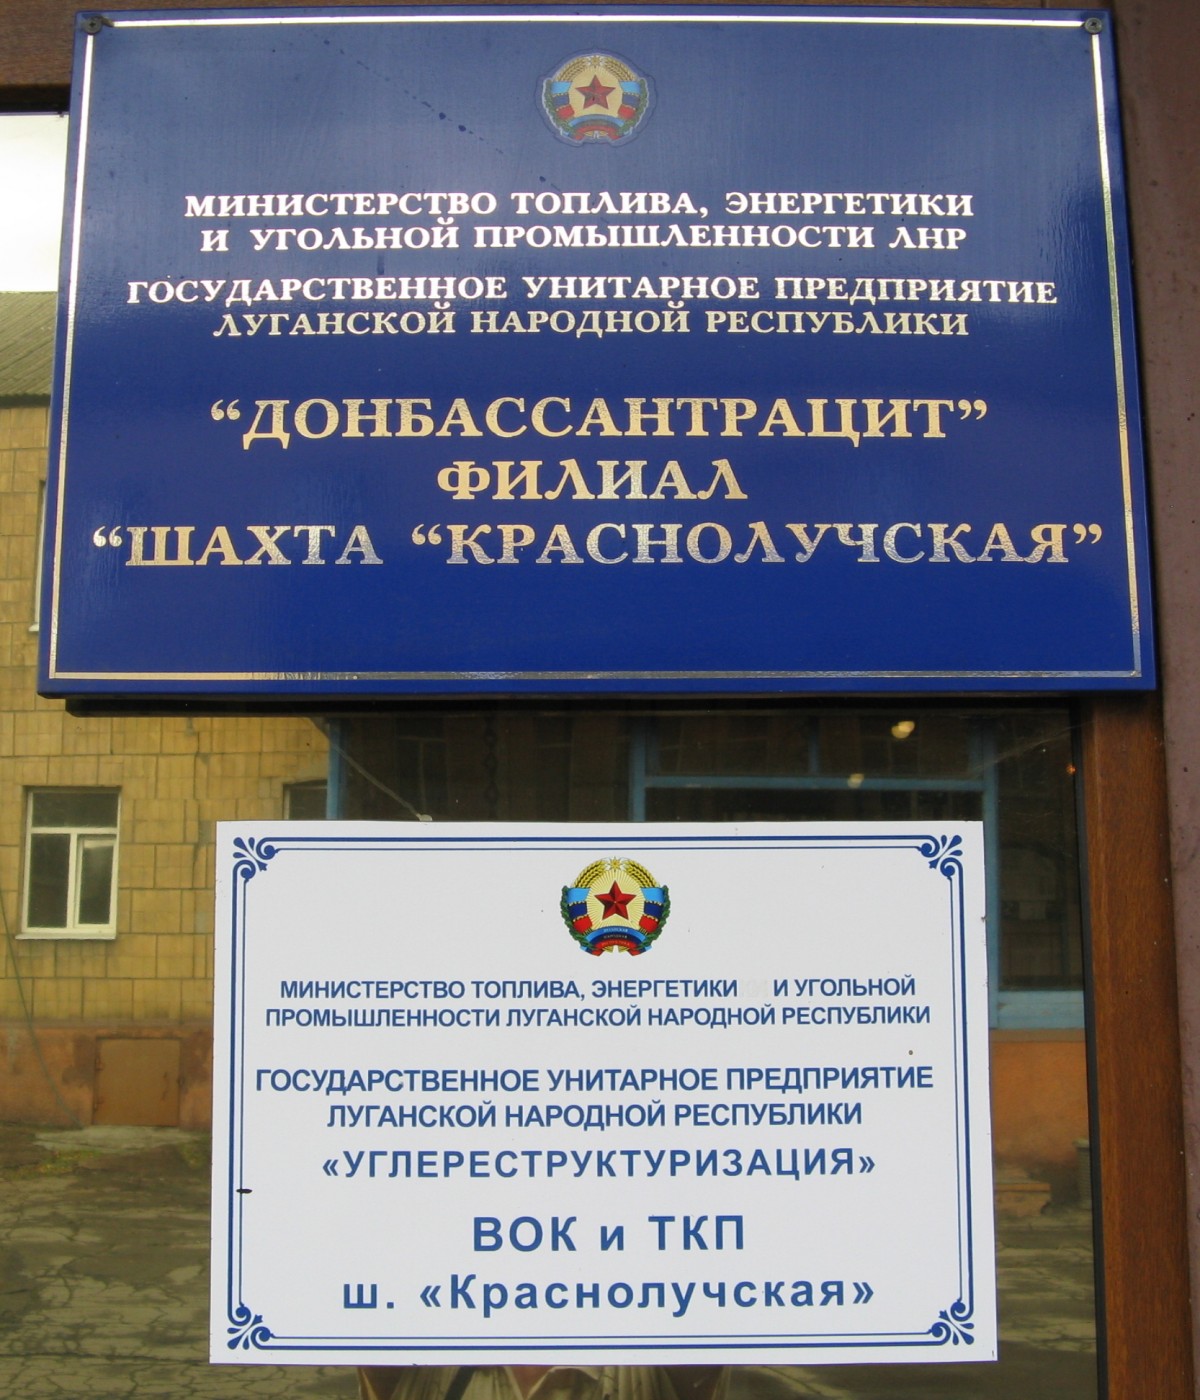 МИНИСТЕРСТВО ТОПЛИВА, ЭНЕРГЕТИКИ
И УГОЛЬНОЙ ПРОМЫШЛЕННОСТИ ЛНР
ГОСУДАРСТВЕННОЕ УНИТАРНОЕ ПРЕДПРИЯТИЕ
ЛУГАНСКОЙ НАРОДНОЙ РЕСПУБЛИКИ
“ДОНБАССАНТРАЦИТ”
ФИЛИАЛ
“ШАХТА “КРАСНОЛУЧСКАЯ”
МИНИСТЕРСТВО ТОПЛИВА, ЭНЕРГЕТИКИ И УГОЛЬНОЙ
ПРОМЫШЛЕННОСТИ ЛУГАНСКОЙ НАРОДНОЙ РЕСПУБЛИКИ
ГОСУДАРСТВЕННОЕ УНИТАРНОЕ ПРЕДПРИЯТИЕ
ЛУГАНСКОЙ НАРОДНОЙ РЕСПУБЛИКИ
«УГЛЕРЕСТРУКТУРИЗАЦИЯ»
ВОК и ТКП
ш. «Краснолучская»